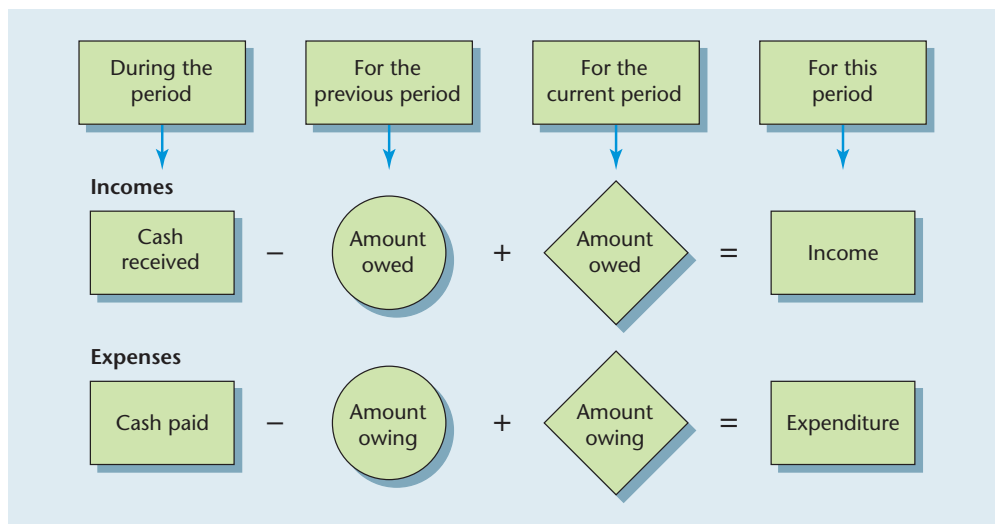 During the
period
For the
previous period
For the
current period
For this
period
Incomes
Cash
received
–
Amount
owed
+
Amount
owed
=
Income
Expenses
Cash paid
–
Amount
owing
+
Amount
owing
=
Expenditure